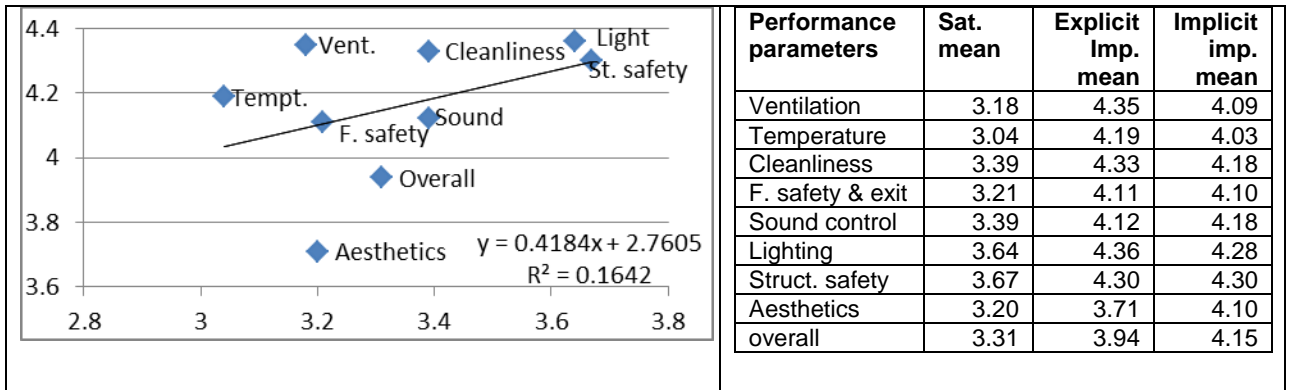 4.4
4.2
4
3.8
3.6
2.8 3 3.2 3.4 3.6 3.8
Vent.
Cleanliness
Light
St. safety
Tempt.
F. safety
Sound
Overall
Aesthetics
y = 0.4184x + 2.7605
R² = 0.1642
Performance parameters Sat. mean Explicit Imp. mean Implicit imp. mean
Ventilation 3.18 4.35 4.09
Temperature 3.04 4.19 4.03
Cleanliness 3.39 4.33 4.18
F. safety & exit 3.21 4.11 4.10
Sound control 3.39 4.12 4.18
Lighting 3.64 4.36 4.28
Struct. safety 3.67 4.30 4.30
Aesthetics 3.20 3.71 4.10
overall 3.31 3.94 4.15